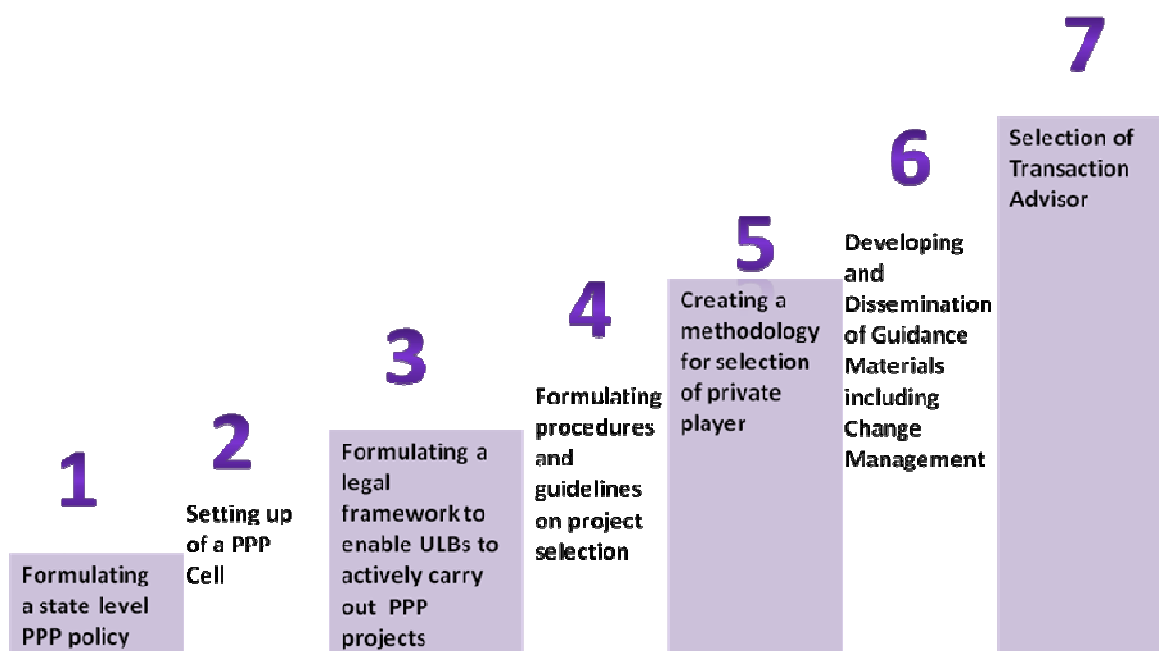 1
Formulating
a state level
PPP policy
2
Setting up
of a PPP
Cell
3
Formulating a
legal
framework to
enable ULBs to
actively carry
out PPP
projects
4
Formulating
procedures
and
guidelines
on project
selection
5
Creating a
methodology
for selection
of private
player
6
Developing
and
Dissemination
of Guidance
Materials
including
Change
Management
7
Selection of
Transaction
Advisor